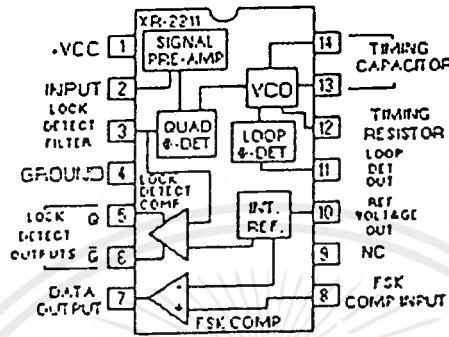 XR-2211
+VCC 1
INPUT 2
LOCK
DETECT 3
FILTER
GROUND 4
LOCK Q 5
DETECT
OUTPUTS Q̅ 6
DATA
OUTPUT 7
SIGNAL
PRE-AMP
VCO
QUAD
Φ-DET
LOOP
Φ-DET
LOCK
DETECT
COMP
INT.
REF.
-
+
FSK COMP
14 TIMING
CAPACITOR
13
12 TIMING
RESISTOR
11 LOOP
DET
OUT
10 REF
VOLTAGE
OUT
9 NC
8 FSK
COMP INPUT